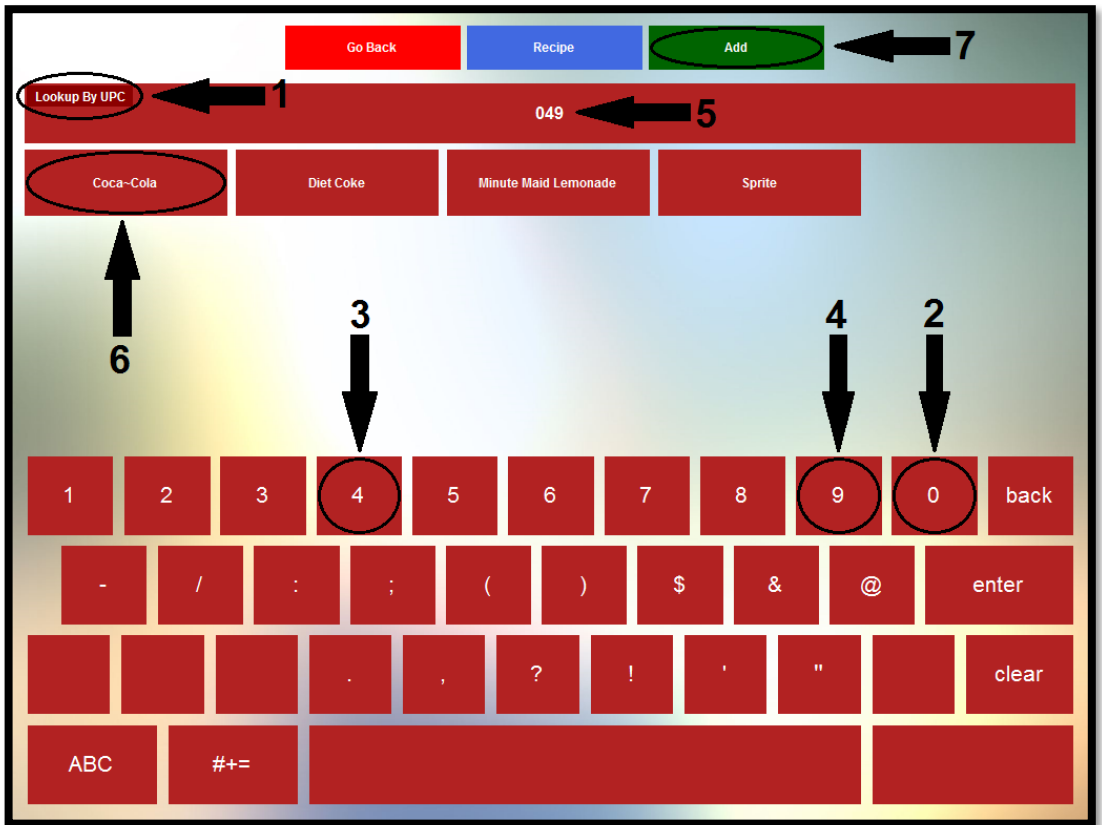 Go Back Recipe Add 7
Lookup By UPC 1
049 5
Coca~Cola Diet Coke Minute Maid Lemonade Sprite
3 4 2
6
1 2 3 4 5 6 7 8 9 0 back
- / : ; ( ) $ & @ enter
. , ? ! ' " clear
ABC #+=